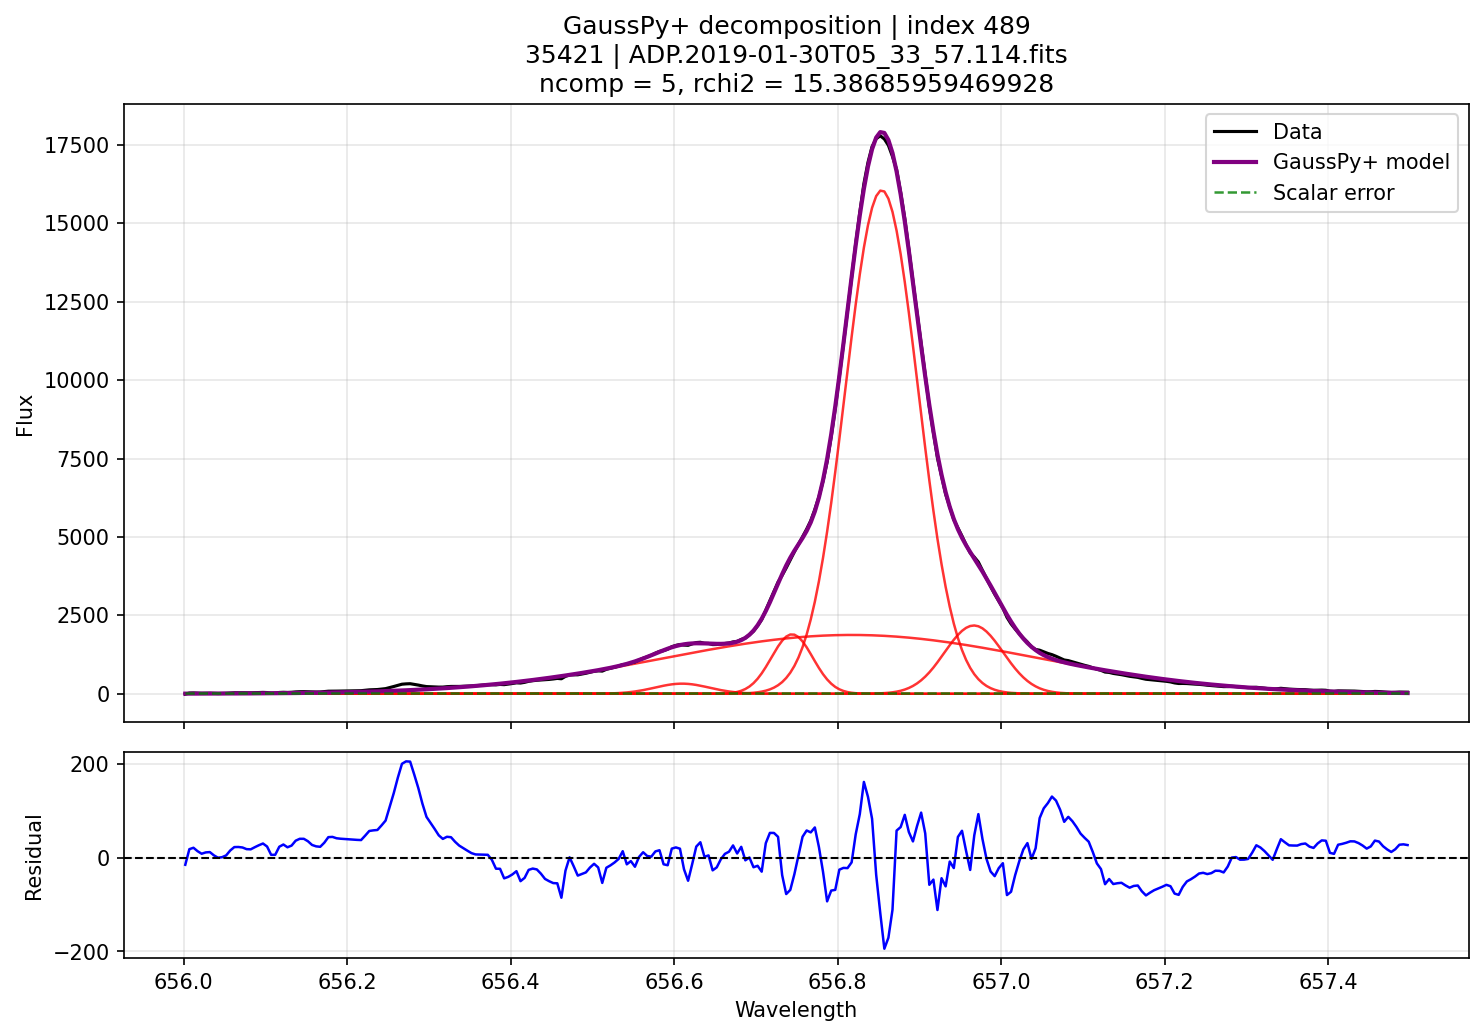 GaussPy+ decomposition | index 489
35421 | ADP.2019-01-30T05_33_57.114.fits
ncomp = 5, rchi2 = 15.38685959469928
Data
GaussPy+ model
Scalar error
17500
15000
12500
10000
7500
5000
2500
0
Flux
200
0
−200
Residual
656.0
656.2
656.4
656.6
656.8
657.0
657.2
657.4
Wavelength